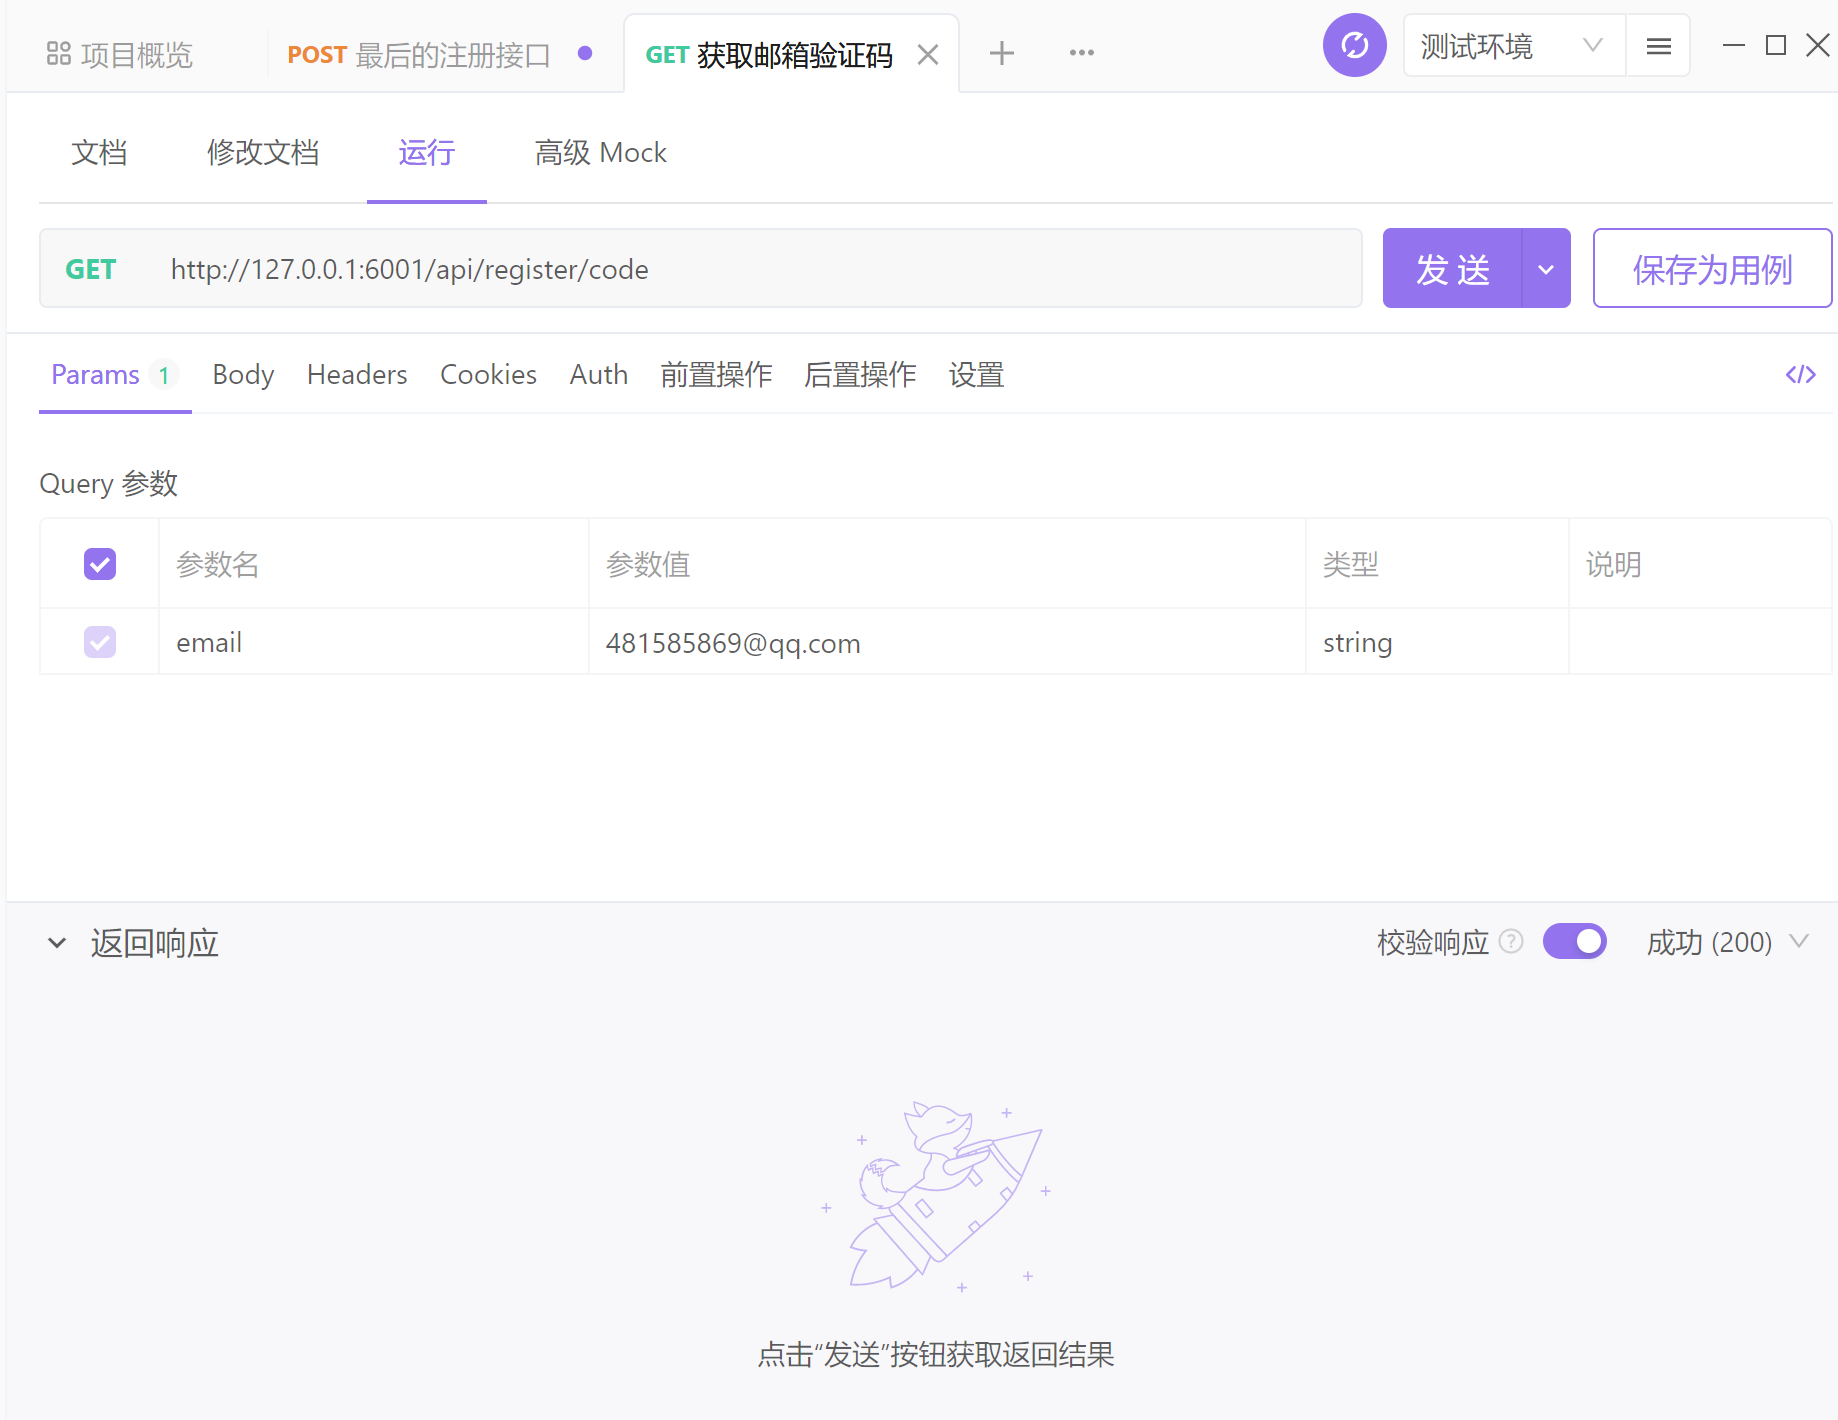 项目概览 POST 最后的注册接口 GET 获取邮箱验证码 测试环境
文档 修改文档 运行 高级 Mock
GET http://127.0.0.1:6001/api/register/code 发 送 保存为用例
Params 1 Body Headers Cookies Auth 前置操作 后置操作 设置 </>
Query 参数
参数名 参数值 类型 说明
email 481585869@qq.com string
返回响应 校验响应 ? 成功 (200)
点击“发送”按钮获取返回结果